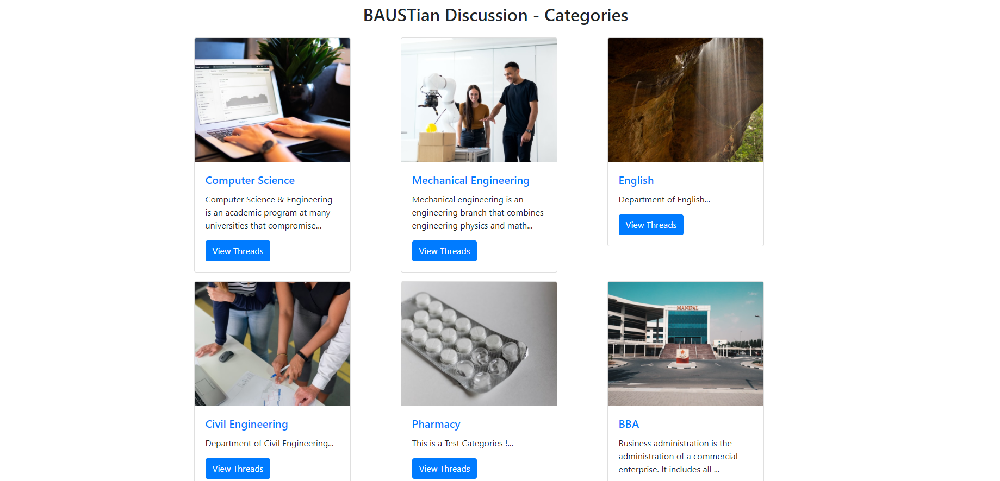 BAUSTian Discussion - Categories
Computer Science
Computer Science & Engineering
is an academic program at many
universities that compromise...
View Threads
Mechanical Engineering
Mechanical engineering is an
engineering branch that combines
engineering physics and math...
View Threads
English
Department of English...
View Threads
Civil Engineering
Department of Civil Engineering...
View Threads
Pharmacy
This is a Test Categories !...
View Threads
MANIPAL
BBA
Business administration is the
administration of a commercial
enterprise. It includes all ...